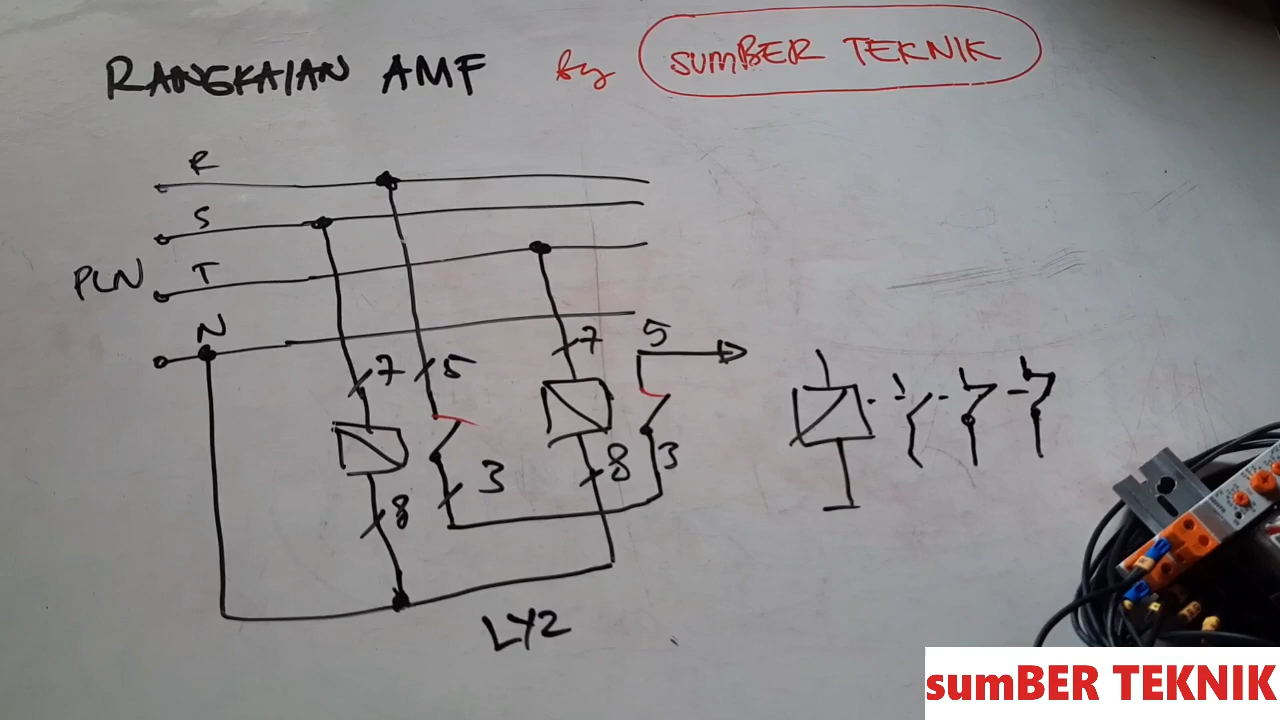 RANGKAIAN AMF by sumBER TEKNIK
R
S
PLN T
N
7 5 7 5
8 3 8 3
LY2
sumBER TEKNIK